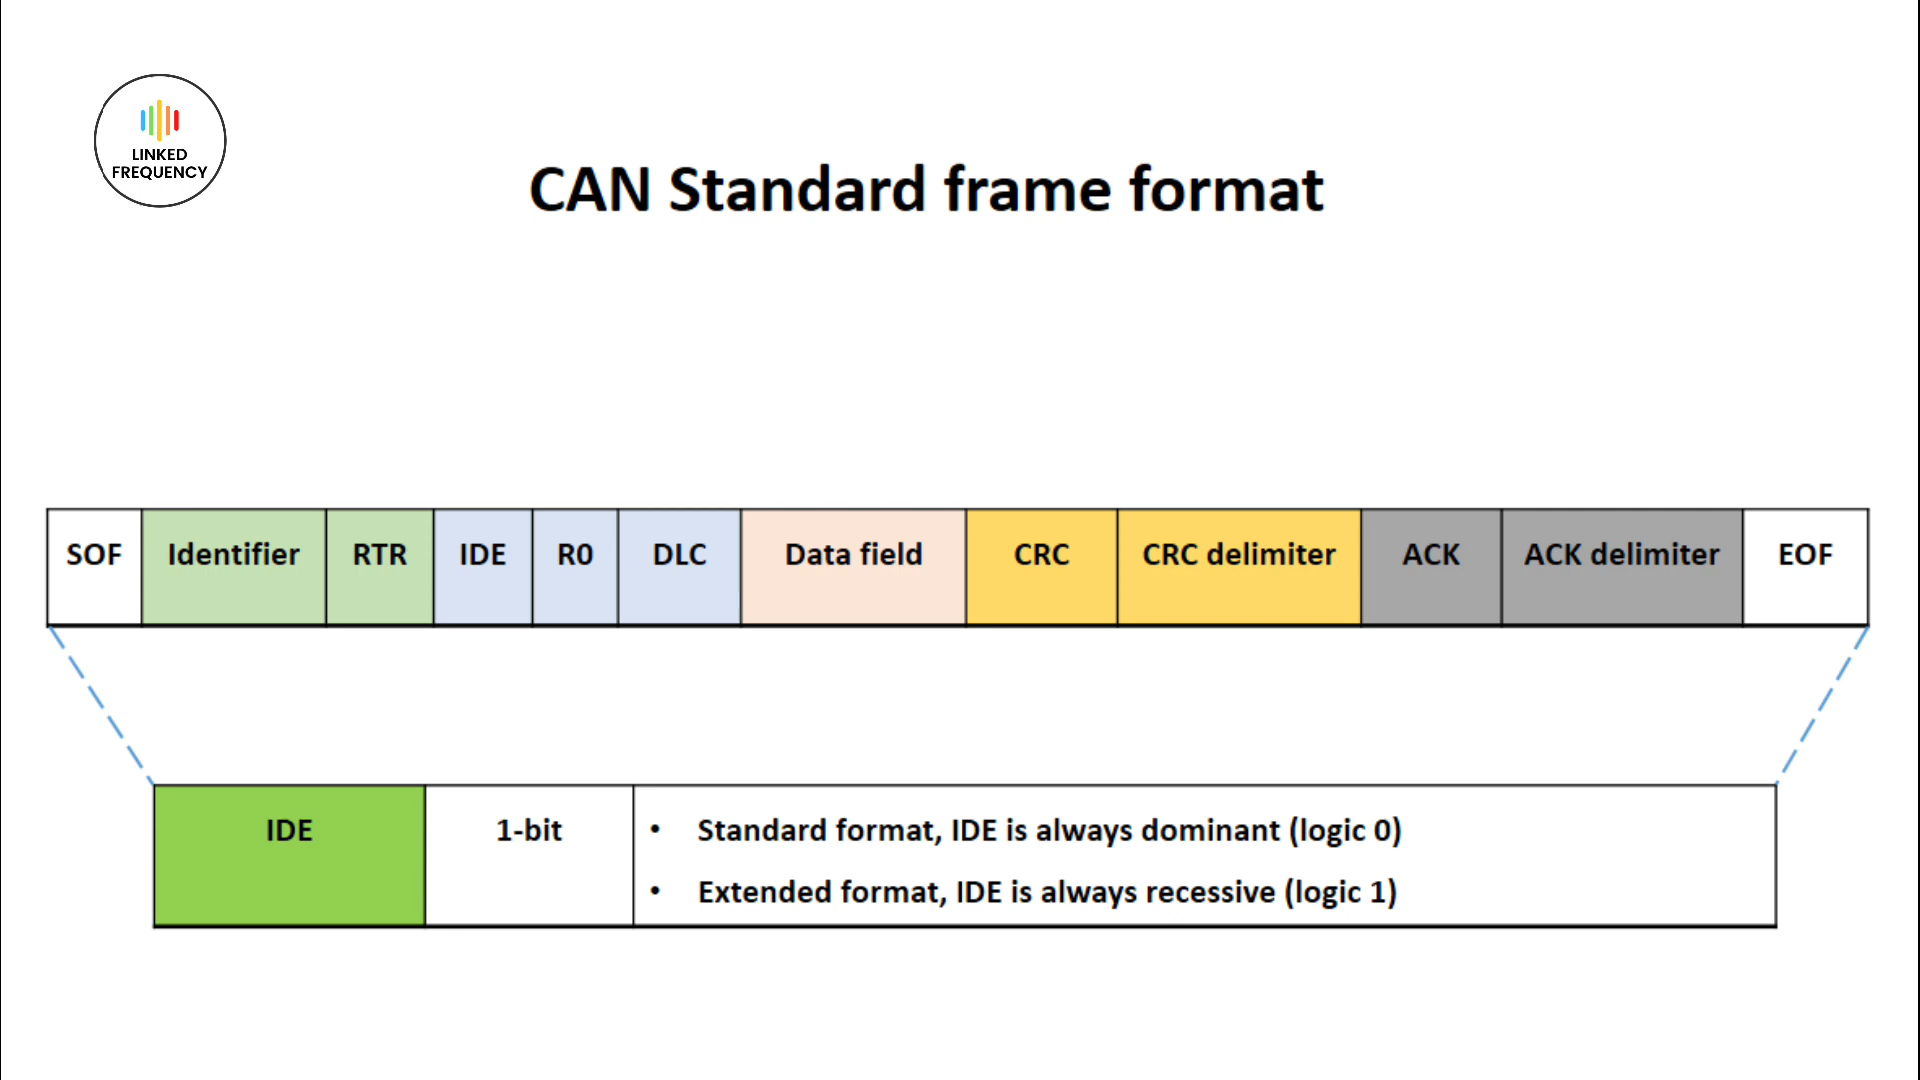 LINKED
FREQUENCY
CAN Standard frame format
SOF Identifier RTR IDE R0 DLC Data field CRC CRC delimiter ACK ACK delimiter EOF
IDE 1-bit • Standard format, IDE is always dominant (logic 0)
• Extended format, IDE is always recessive (logic 1)